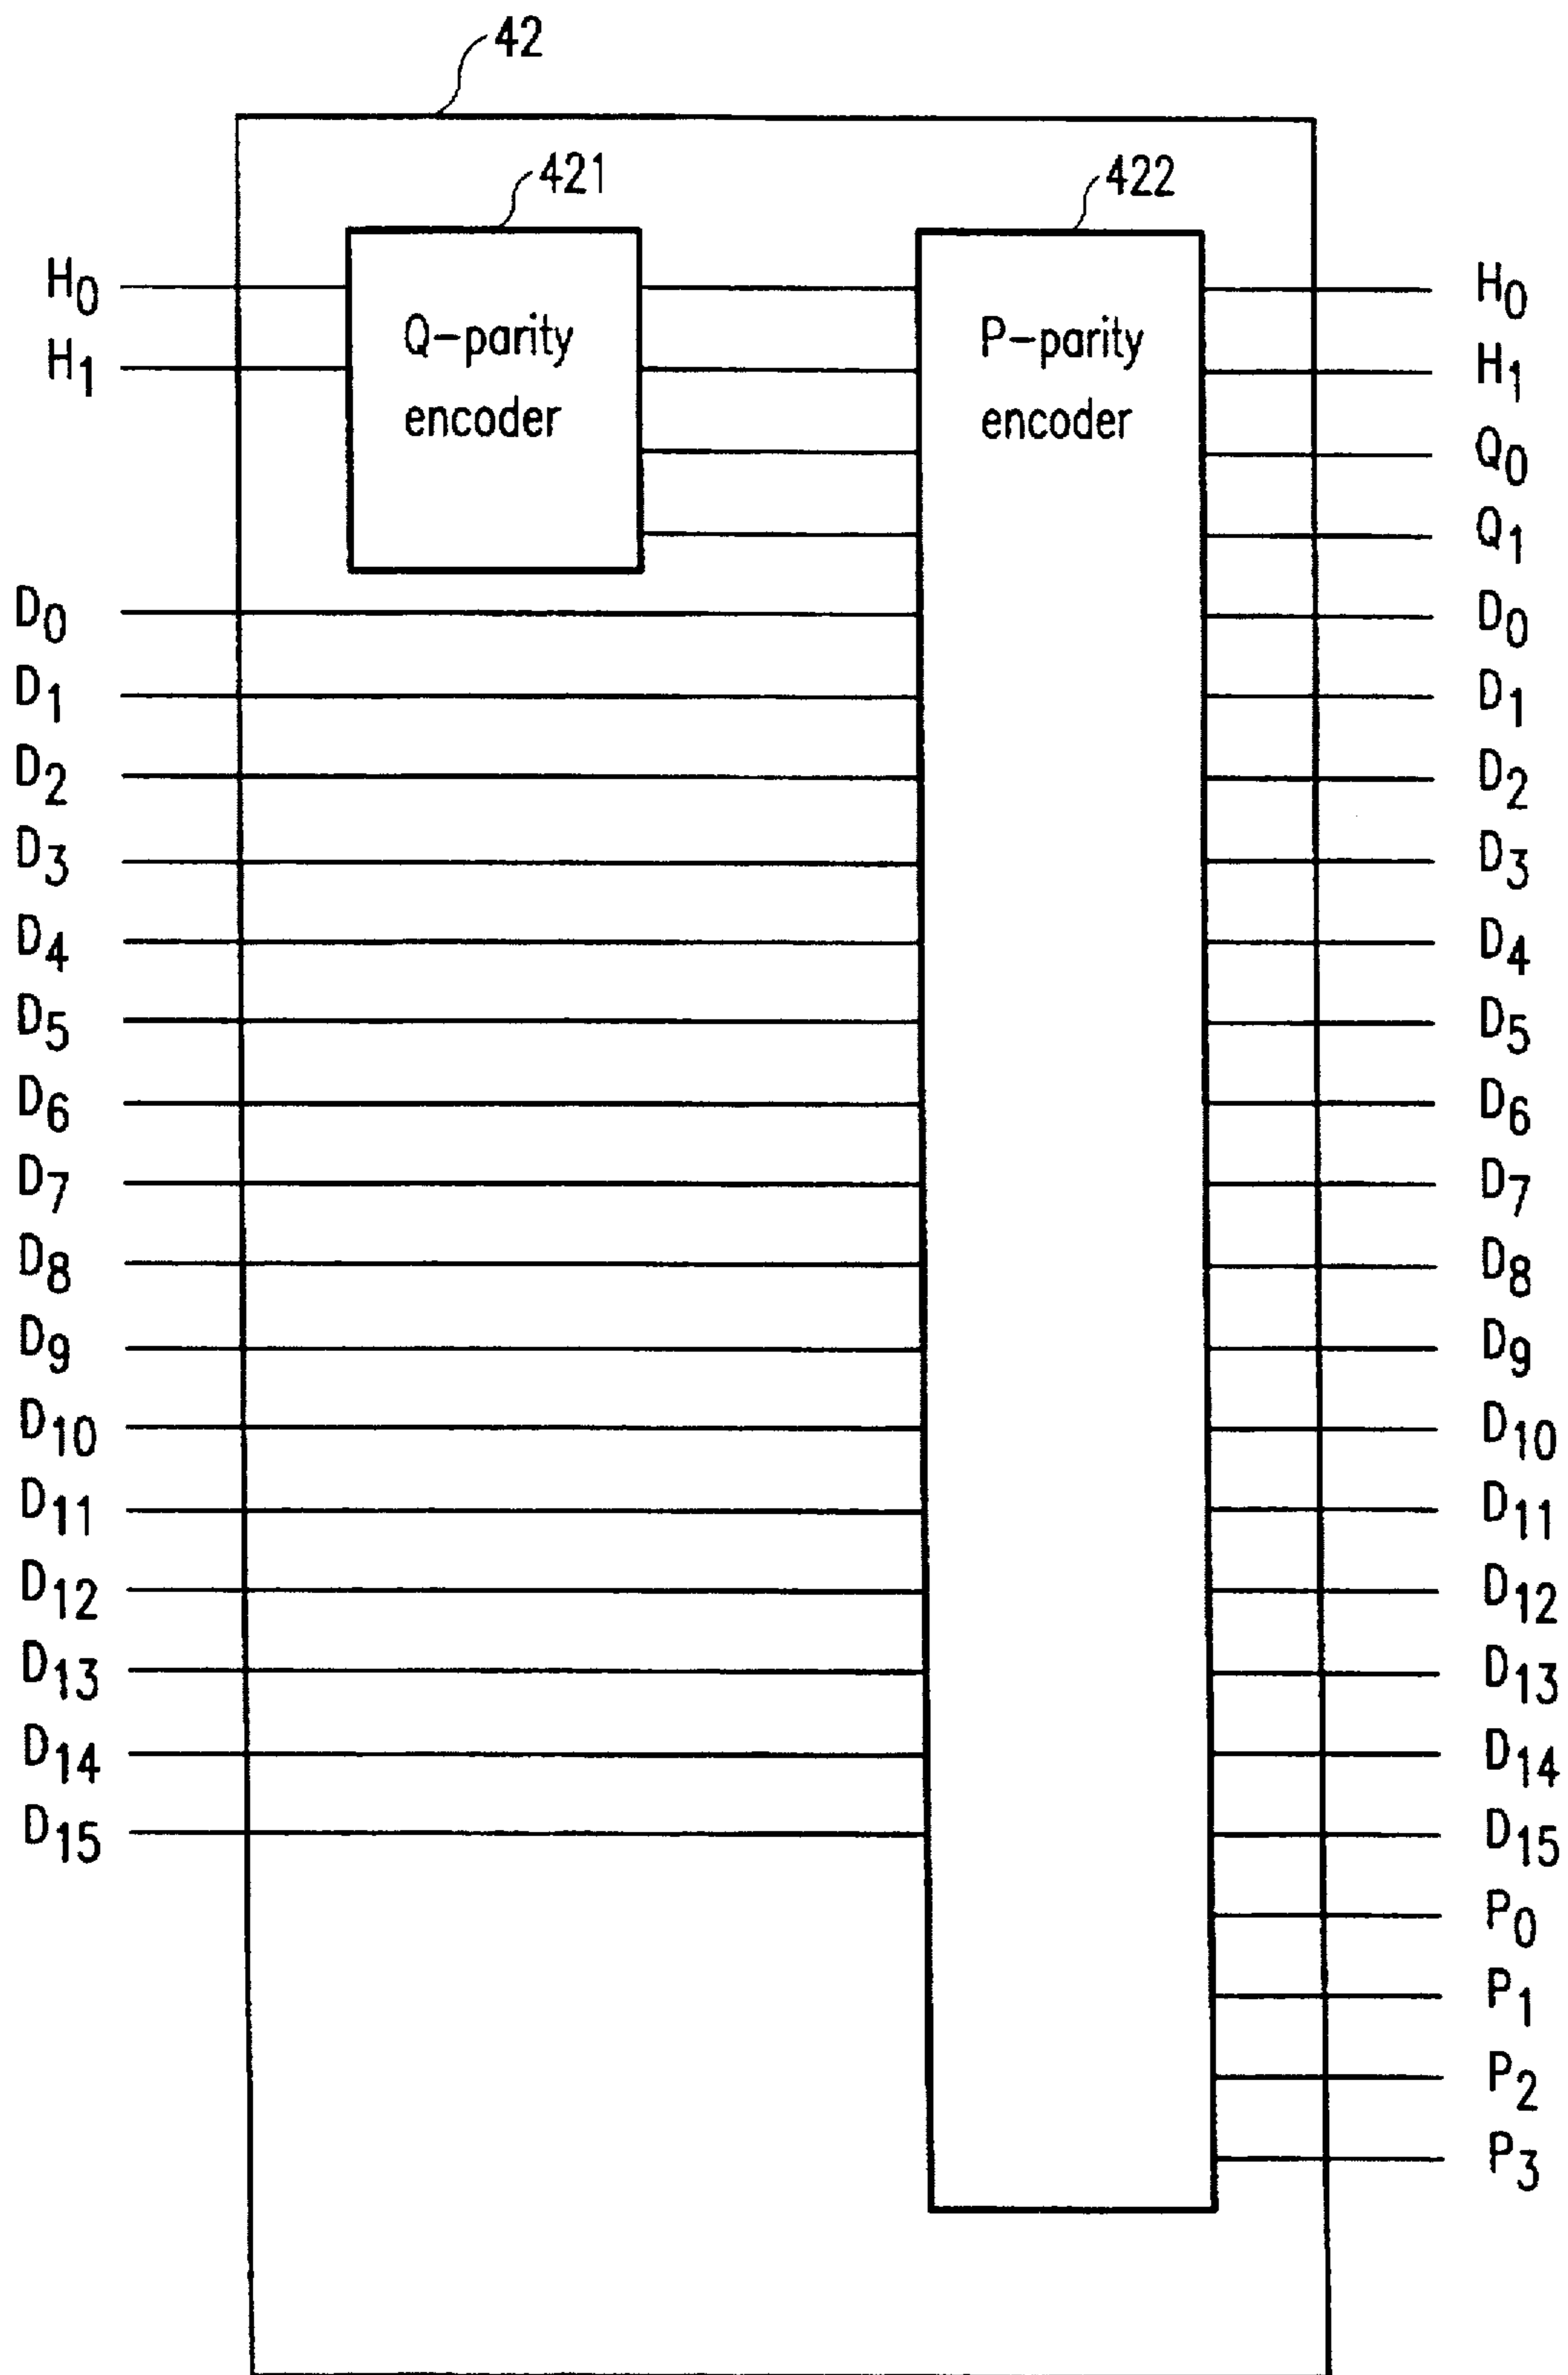 42
421
422
H0
H1
Q-parity
encoder
P-parity
encoder
H0
H1
Q0
Q1
D0
D1
D2
D3
D4
D5
D6
D7
D8
D9
D10
D11
D12
D13
D14
D15
D0
D1
D2
D3
D4
D5
D6
D7
D8
D9
D10
D11
D12
D13
D14
D15
P0
P1
P2
P3